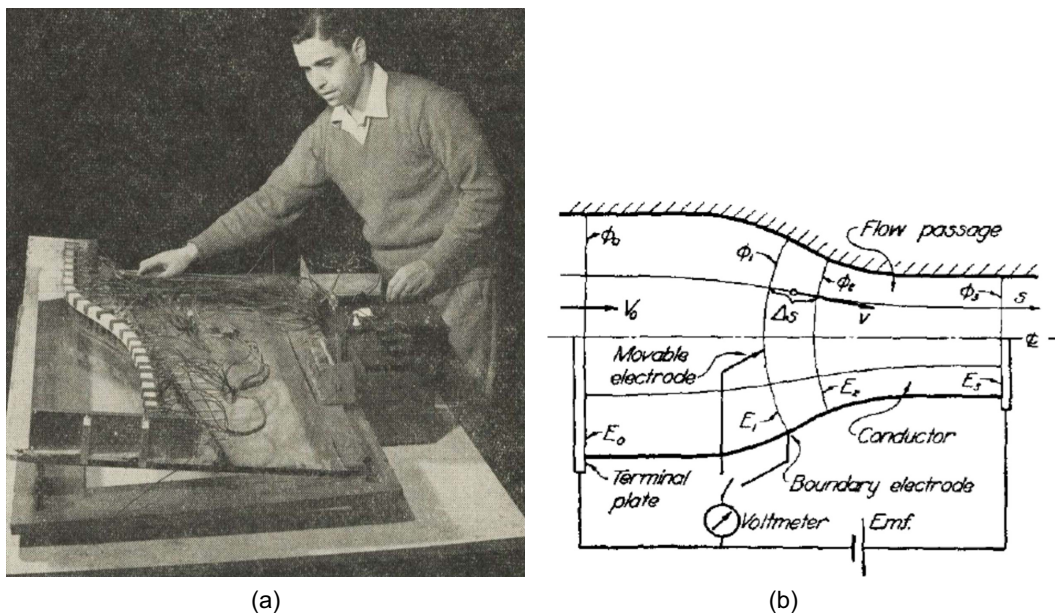 Φ₀
Φ₁
Φ₂
Flow passage
Φ₃
s
V₀
Δs
v
℄
Movable
electrode
E₀
E₁
E₂
E₃
Conductor
Terminal
plate
Boundary electrode
Voltmeter
Emf.
(a)
(b)